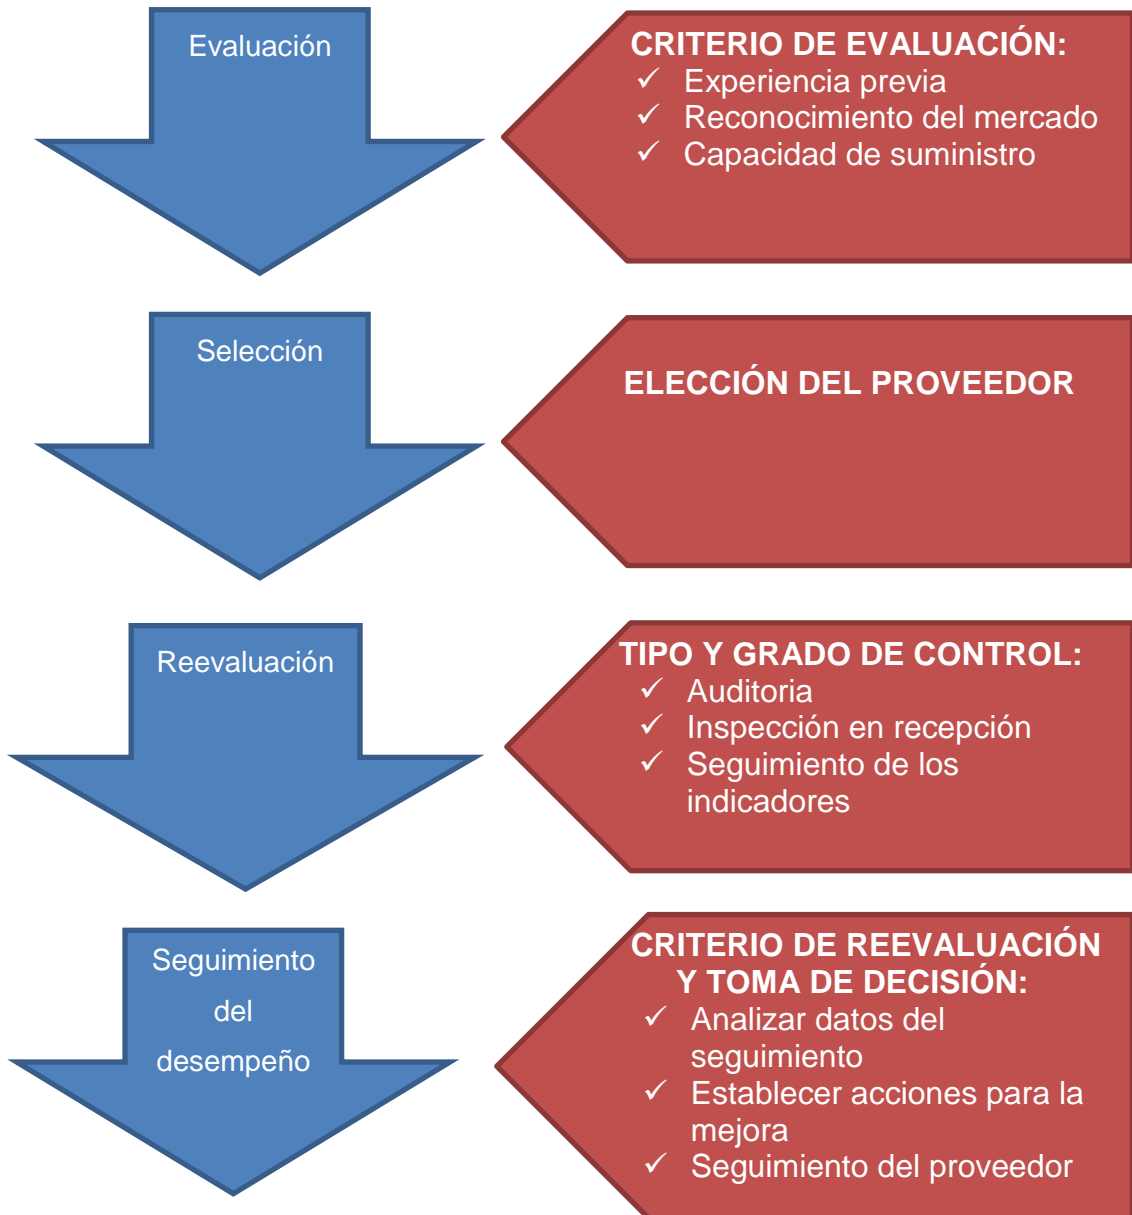 Evaluación
CRITERIO DE EVALUACIÓN:
✓ Experiencia previa
✓ Reconocimiento del mercado
✓ Capacidad de suministro
Selección
ELECCIÓN DEL PROVEEDOR
Reevaluación
TIPO Y GRADO DE CONTROL:
✓ Auditoria
✓ Inspección en recepción
✓ Seguimiento de los
indicadores
Seguimiento
del
desempeño
CRITERIO DE REEVALUACIÓN
Y TOMA DE DECISIÓN:
✓ Analizar datos del
seguimiento
✓ Establecer acciones para la
mejora
✓ Seguimiento del proveedor